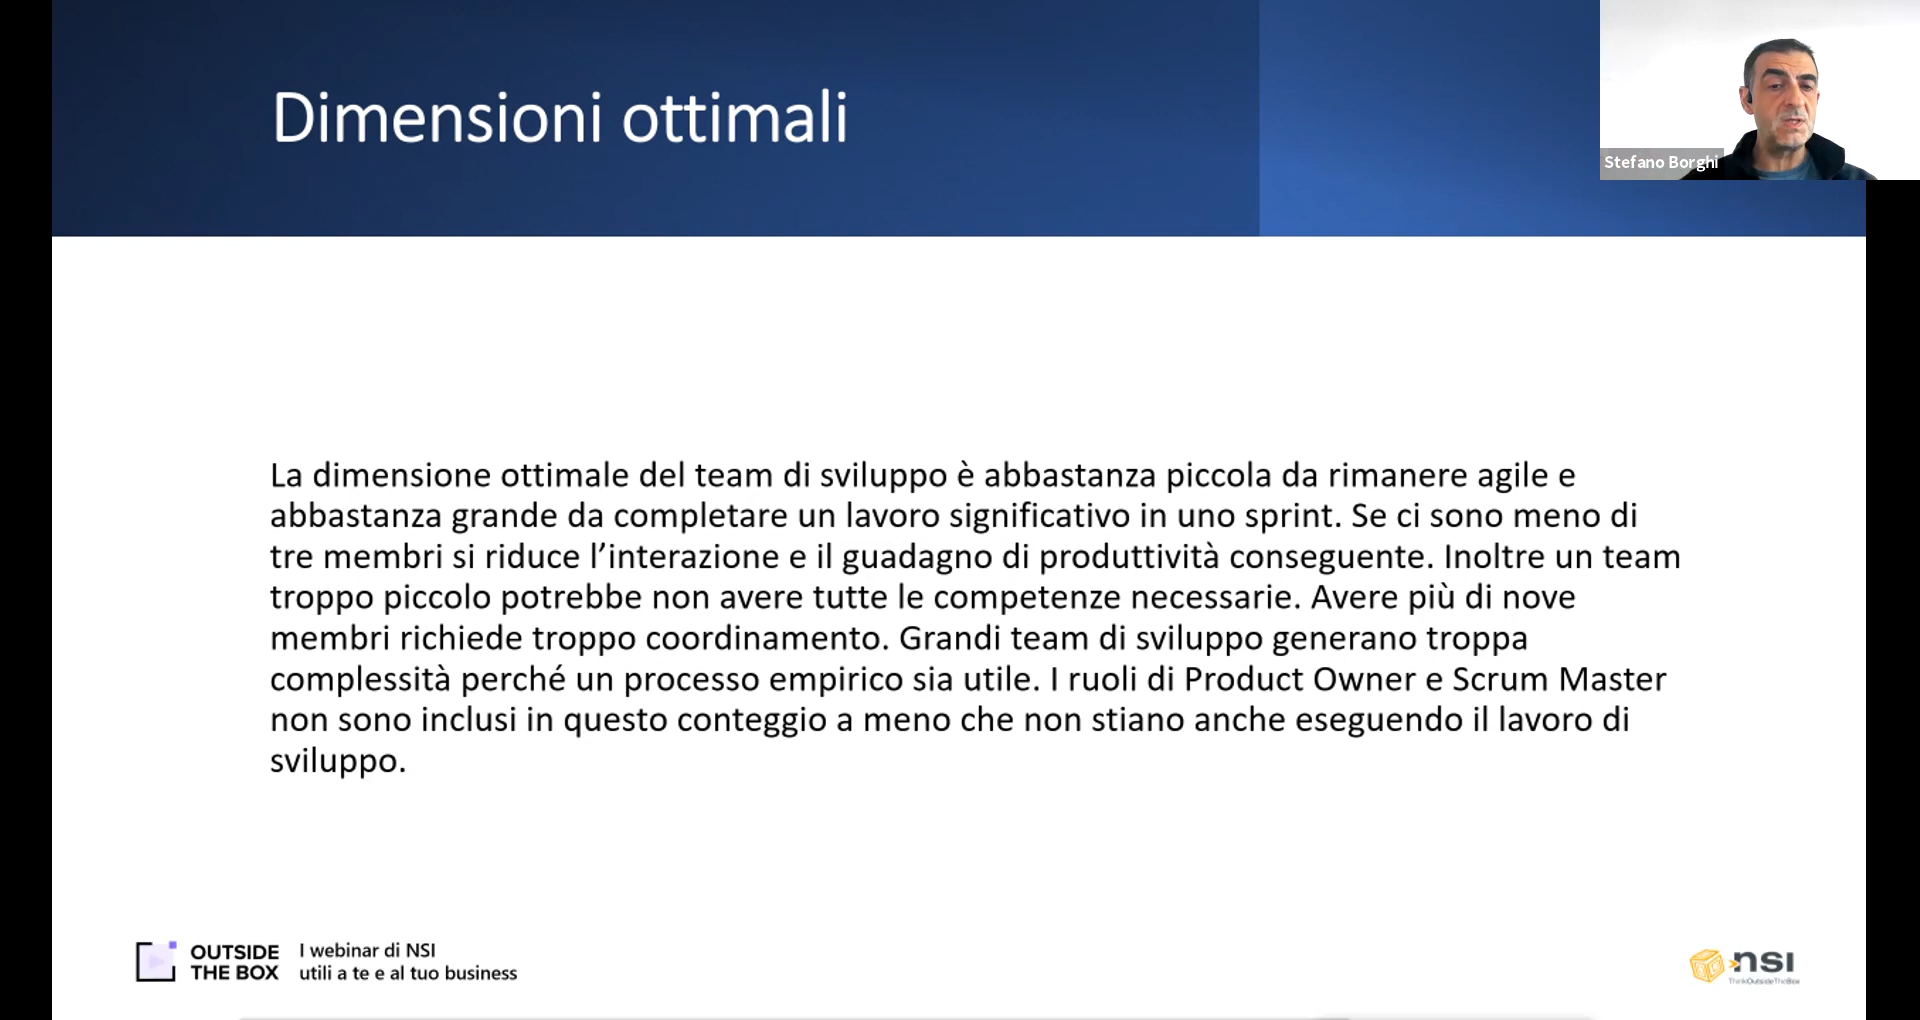 Dimensioni ottimali
Stefano Borghi
La dimensione ottimale del team di sviluppo è abbastanza piccola da rimanere agile e
abbastanza grande da completare un lavoro significativo in uno sprint. Se ci sono meno di
tre membri si riduce l’interazione e il guadagno di produttività conseguente. Inoltre un team
troppo piccolo potrebbe non avere tutte le competenze necessarie. Avere più di nove
membri richiede troppo coordinamento. Grandi team di sviluppo generano troppa
complessità perché un processo empirico sia utile. I ruoli di Product Owner e Scrum Master
non sono inclusi in questo conteggio a meno che non stiano anche eseguendo il lavoro di
sviluppo.
OUTSIDE
THE BOX
I webinar di NSI
utili a te e al tuo business
nsi
ThinkOutsideTheBox